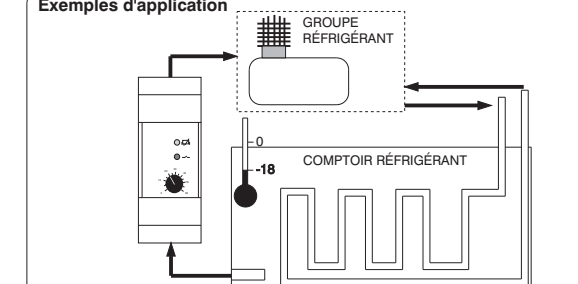 Exemples d'application
GROUPE
RÉFRIGÉRANT
0
-18
COMPTOIR RÉFRIGÉRANT